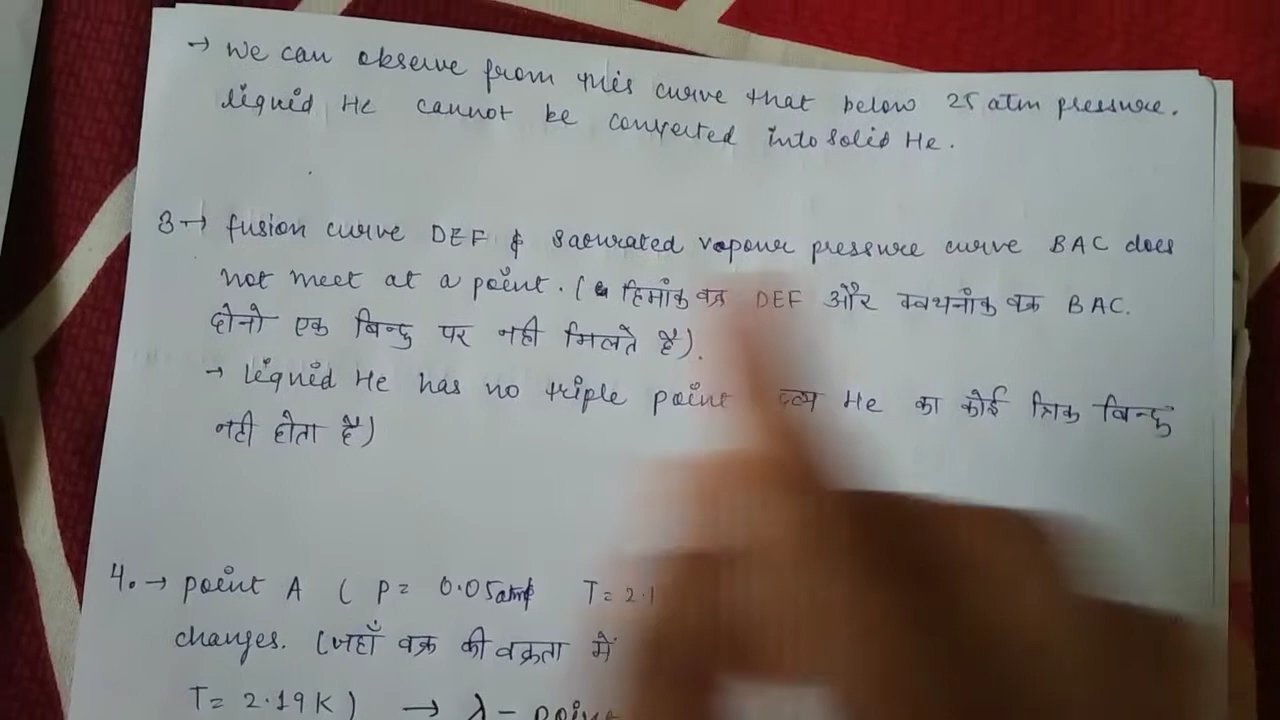 → We can observe from this curve that below 25 atm pressure.
liquid He cannot be converted into solid He.
3→ fusion curve DEF & saturated vapour pressure curve BAC does
not meet at a point. ( हिमांक वक्र DEF और क्वथनांक वक्र BAC.
दोनो एक बिन्दु पर नही मिलते है).
→ liquid He has no triple point द्रव्य He का कोई त्रिक बिन्दु
नही होता है)
4. → point A ( P = 0.05atm T = 2.1
changes. (जहाँ वक्र की वक्रता में
T = 2.19K) → λ - point